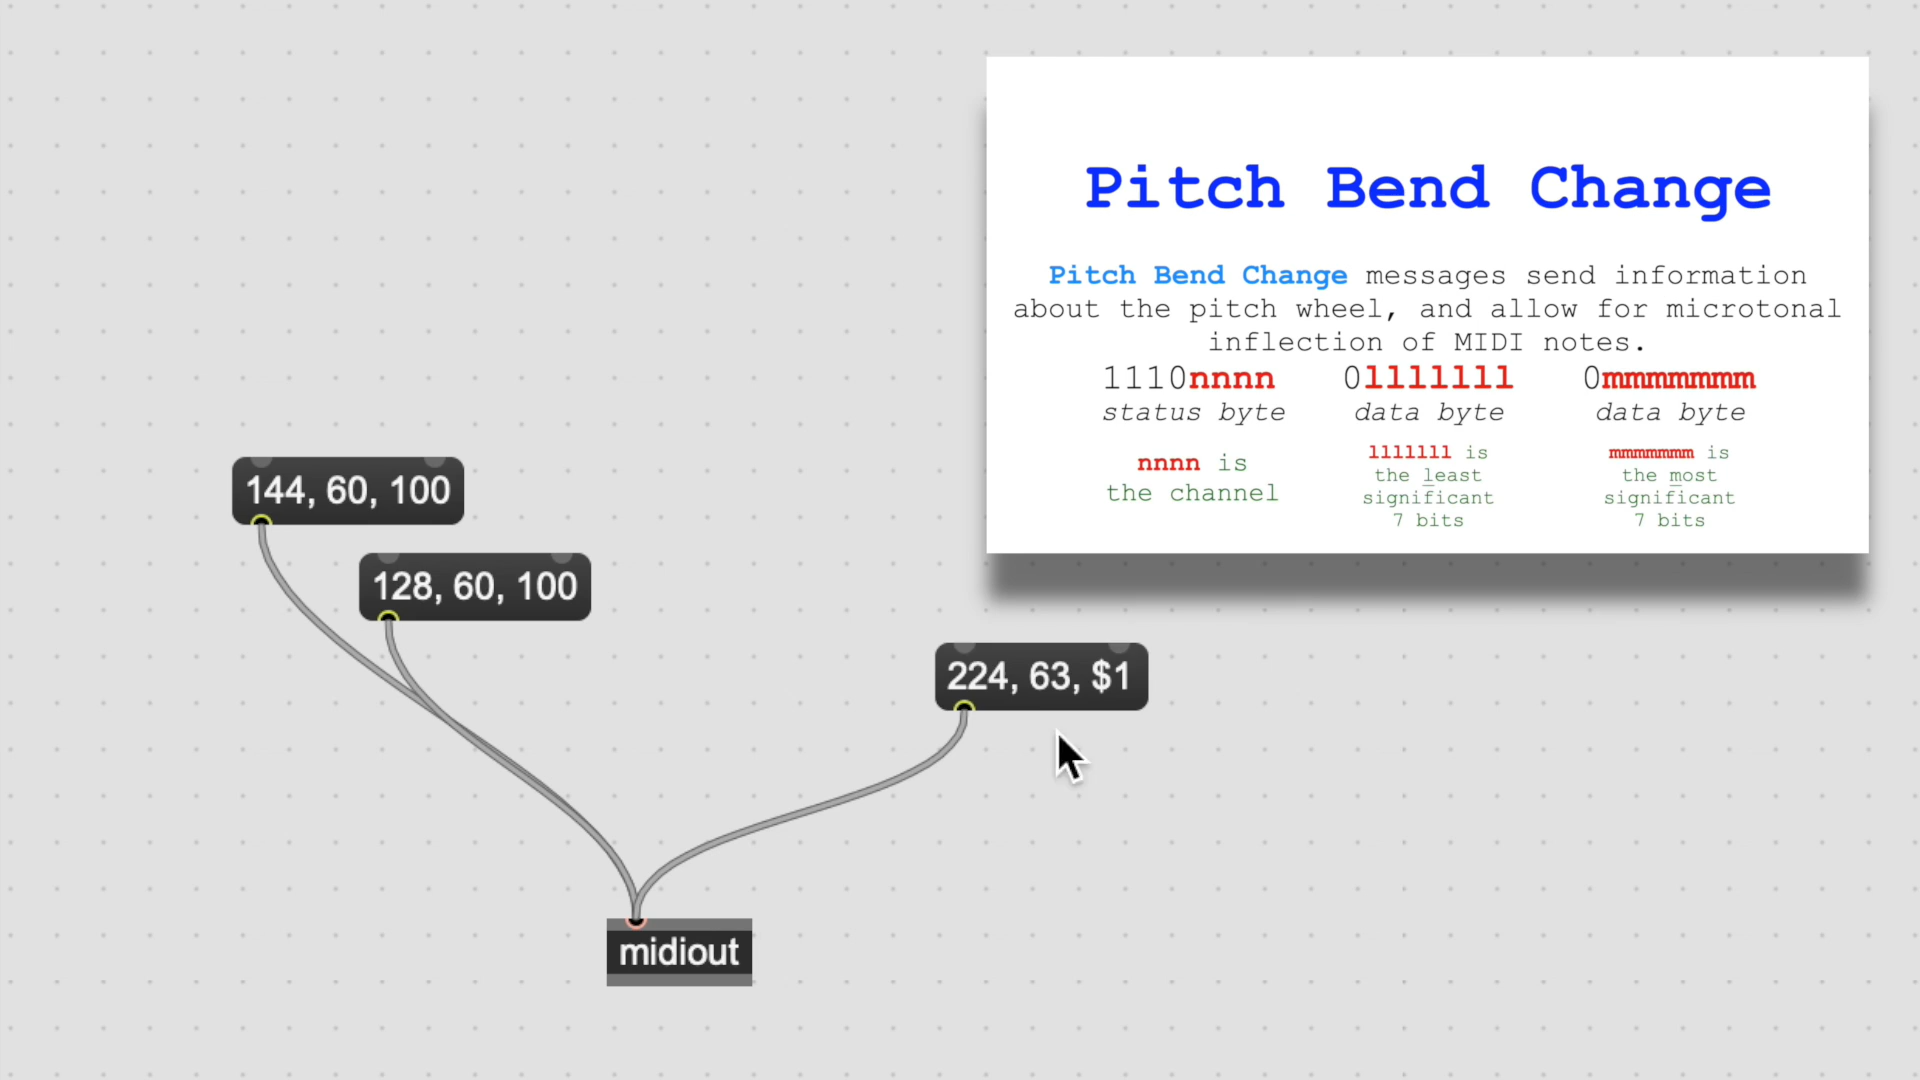 Pitch Bend Change
Pitch Bend Change messages send information
about the pitch wheel, and allow for microtonal
inflection of MIDI notes.
1110nnnn 0lllllll 0mmmmmmm
status byte data byte data byte
nnnn is
the channel
lllllll is
the least
significant
7 bits
mmmmmmm is
the most
significant
7 bits
144, 60, 100
128, 60, 100
224, 63, $1
midiout